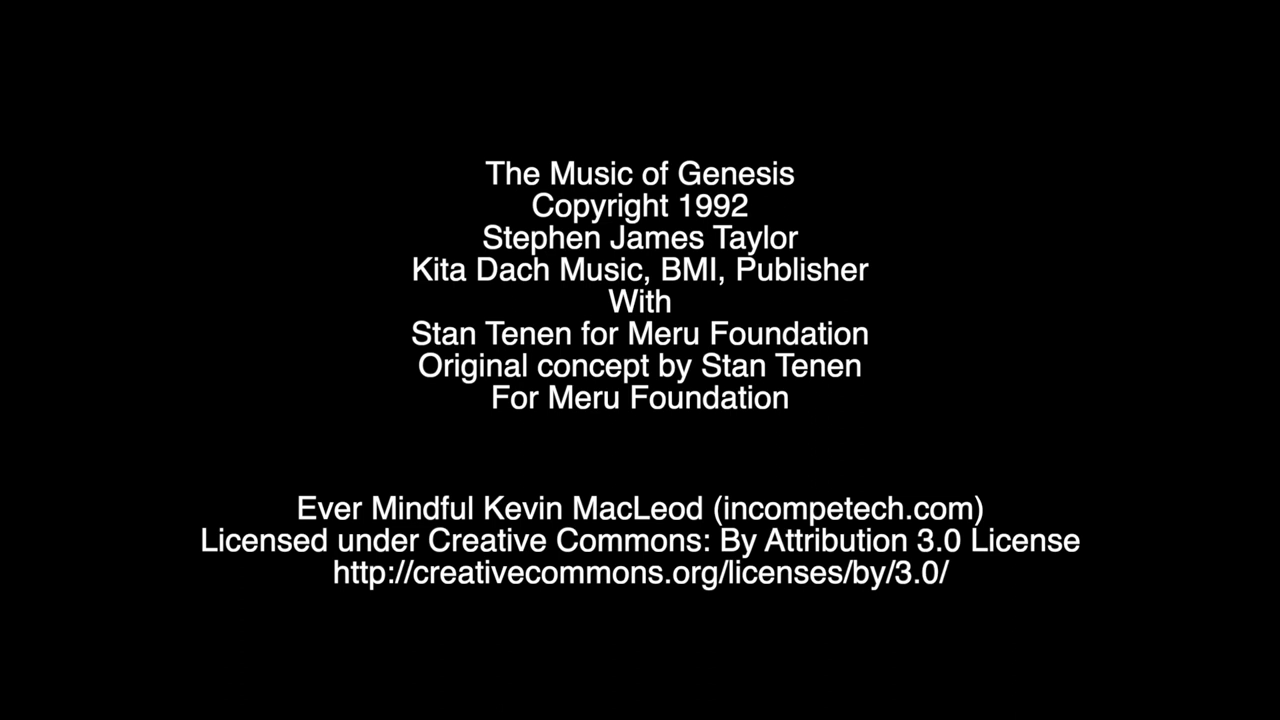 The Music of Genesis
Copyright 1992
Stephen James Taylor
Kita Dach Music, BMI, Publisher
With
Stan Tenen for Meru Foundation
Original concept by Stan Tenen
For Meru Foundation
Ever Mindful Kevin MacLeod (incompetech.com)
Licensed under Creative Commons: By Attribution 3.0 License
http://creativecommons.org/licenses/by/3.0/